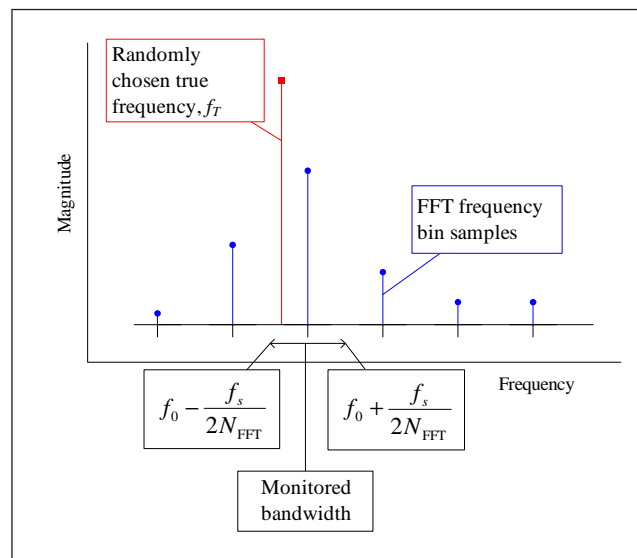 Randomly
chosen true
frequency, f_T
Magnitude
FFT frequency
bin samples
f_0 − f_s / 2N_FFT
f_0 + f_s / 2N_FFT
Frequency
Monitored
bandwidth